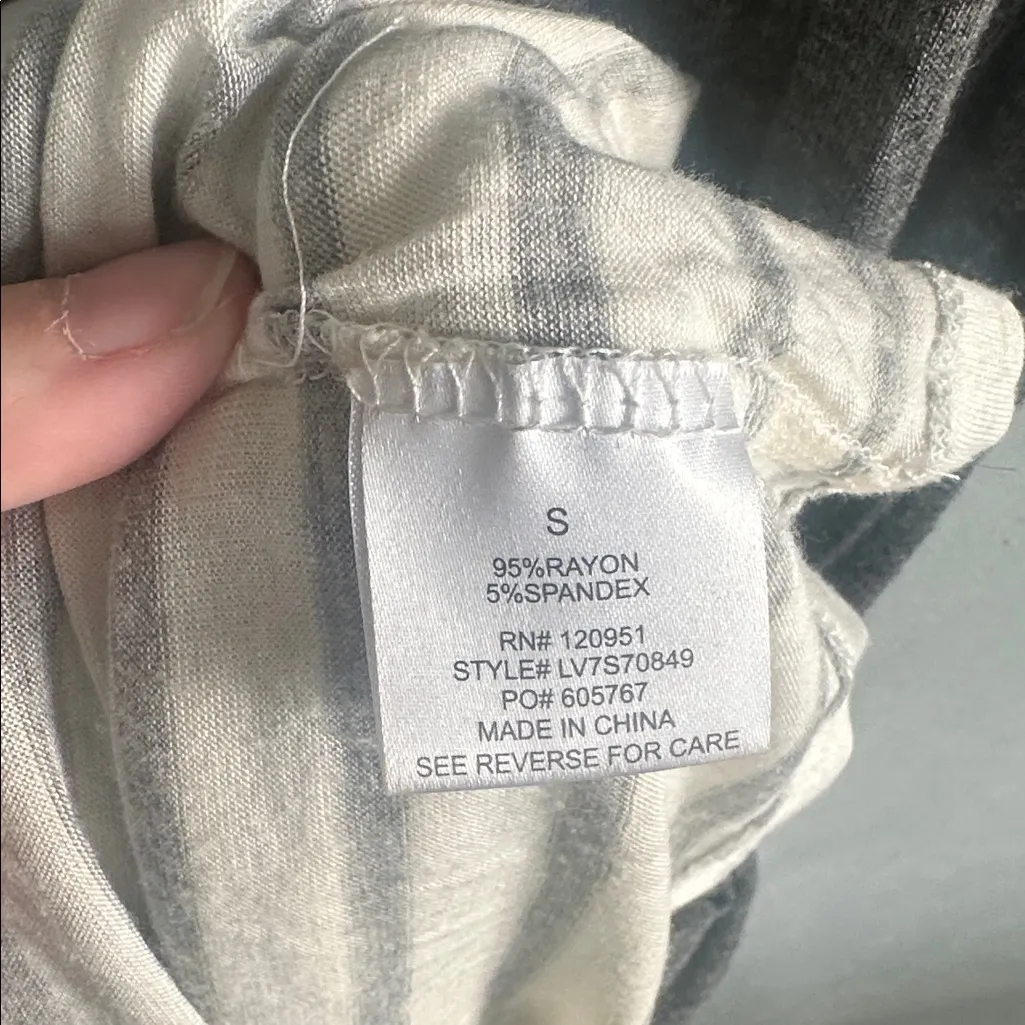 S
95%RAYON
5%SPANDEX
RN# 120951
STYLE# LV7S70849
PO# 605767
MADE IN CHINA
SEE REVERSE FOR CARE